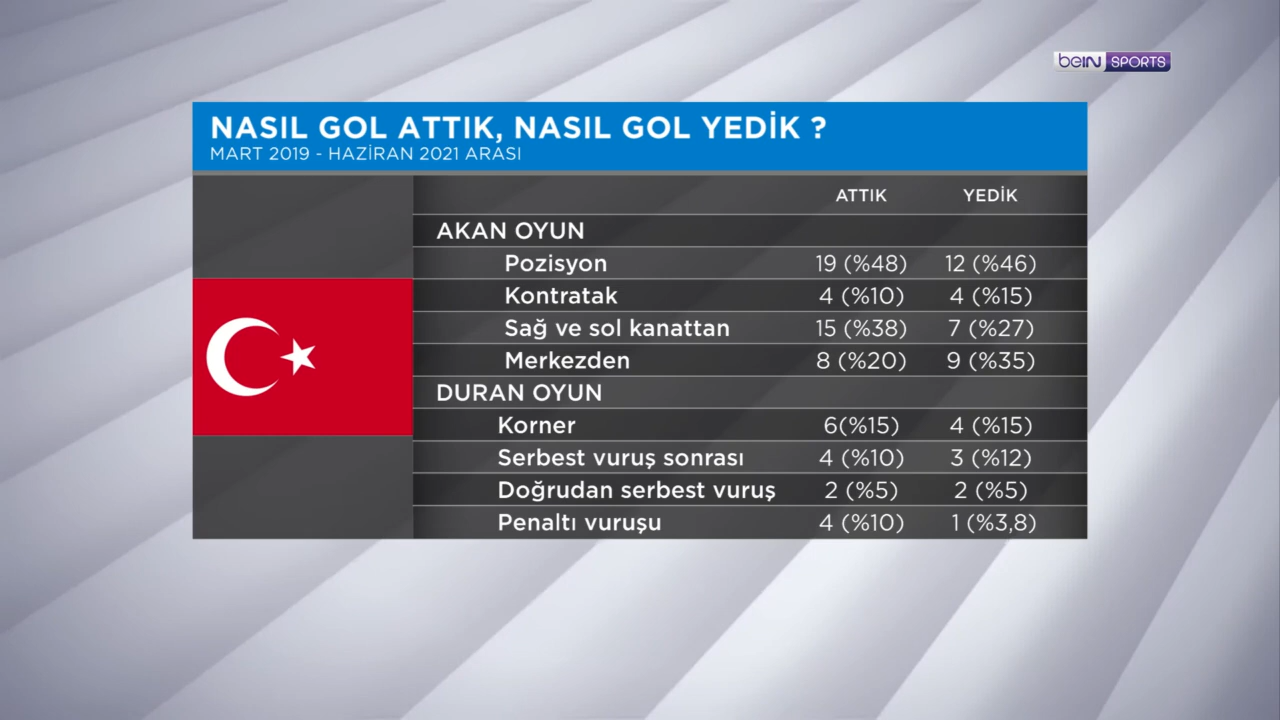 beIN SPORTS
NASIL GOL ATTIK, NASIL GOL YEDİK ?
MART 2019 - HAZİRAN 2021 ARASI
ATTIK YEDİK
AKAN OYUN
Pozisyon 19 (%48) 12 (%46)
Kontratak 4 (%10) 4 (%15)
Sağ ve sol kanattan 15 (%38) 7 (%27)
Merkezden 8 (%20) 9 (%35)
DURAN OYUN
Korner 6(%15) 4 (%15)
Serbest vuruş sonrası 4 (%10) 3 (%12)
Doğrudan serbest vuruş 2 (%5) 2 (%5)
Penaltı vuruşu 4 (%10) 1 (%3,8)